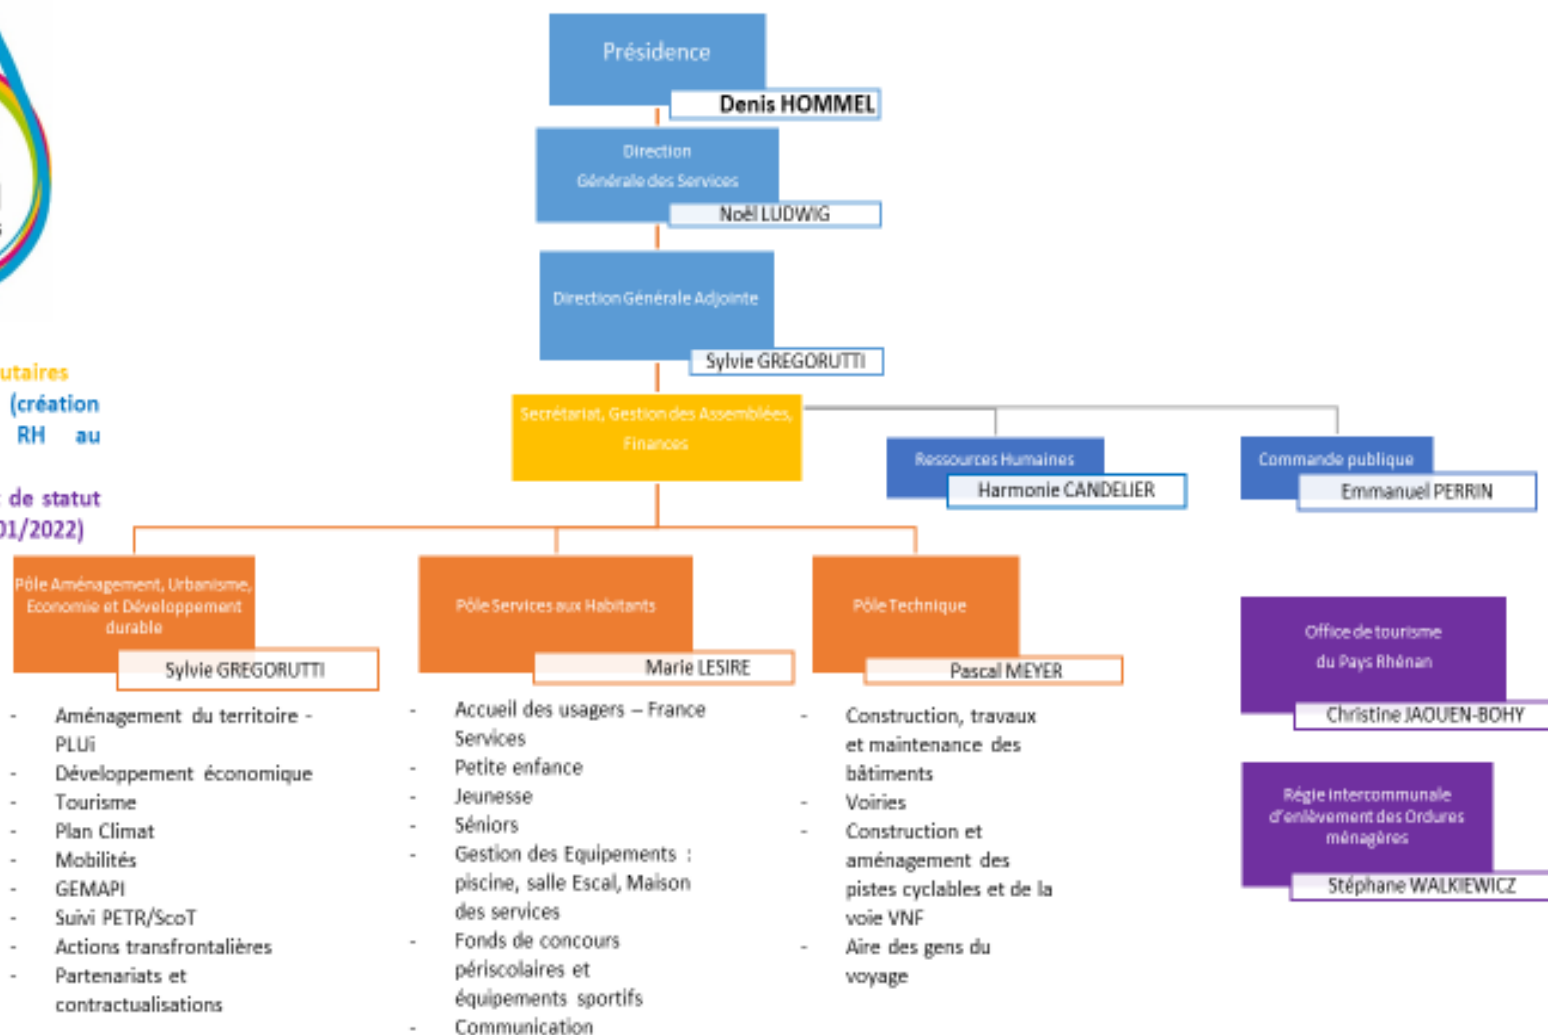 Présidence
Denis HOMMEL
Direction
Générale des Services
Noël LUDWIG
Direction Générale Adjointe
Sylvie GREGORUTTI
utaires
(création
RH au
de statut
01/2022)
Secrétariat, Gestion des Assemblées,
Finances
Ressources Humaines
Harmonie CANDELIER
Commande publique
Emmanuel PERRIN
Pôle Aménagement, Urbanisme,
Economie et Développement
durable
Sylvie GREGORUTTI
- Aménagement du territoire -
PLUi
- Développement économique
- Tourisme
- Plan Climat
- Mobilités
- GEMAPI
- Suivi PETR/ScoT
- Actions transfrontalières
- Partenariats et
contractualisations
Pôle Services aux Habitants
Marie LESIRE
- Accueil des usagers – France
Services
- Petite enfance
- Jeunesse
- Séniors
- Gestion des Equipements :
piscine, salle Escal, Maison
des services
- Fonds de concours
périscolaires et
équipements sportifs
- Communication
Pôle Technique
Pascal MEYER
- Construction, travaux
et maintenance des
bâtiments
- Voiries
- Construction et
aménagement des
pistes cyclables et de la
voie VNF
- Aire des gens du
voyage
Office de tourisme
du Pays Rhénan
Christine JAOUEN-BOHY
Régie intercommunale
d'enlèvement des Ordures
ménagères
Stéphane WALKIEWICZ